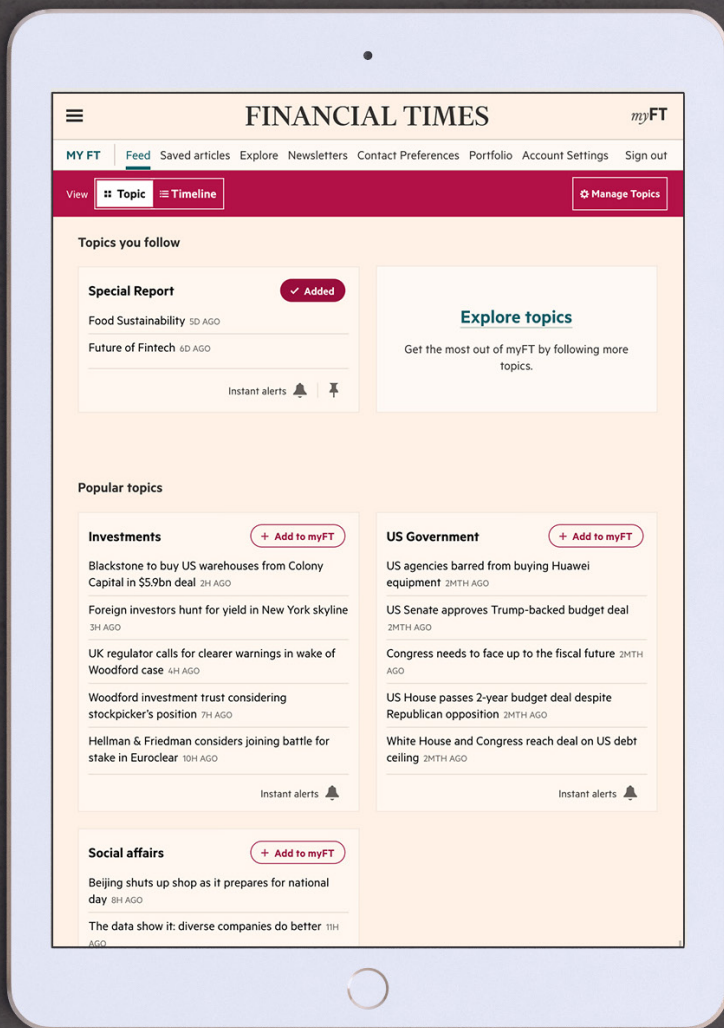 FINANCIAL TIMES
myFT
MY FT
Feed
Saved articles
Explore
Newsletters
Contact Preferences
Portfolio
Account Settings
Sign out
View
Topic
Timeline
Manage Topics
Topics you follow
Special Report
Added
Food Sustainability 5D AGO
Future of Fintech 6D AGO
Instant alerts
Explore topics
Get the most out of myFT by following more
topics.
Popular topics
Investments
+ Add to myFT
Blackstone to buy US warehouses from Colony
Capital in $5.9bn deal 2H AGO
Foreign investors hunt for yield in New York skyline
3H AGO
UK regulator calls for clearer warnings in wake of
Woodford case 4H AGO
Woodford investment trust considering
stockpicker's position 7H AGO
Hellman & Friedman considers joining battle for
stake in Euroclear 10H AGO
Instant alerts
US Government
+ Add to myFT
US agencies barred from buying Huawei
equipment 2MTH AGO
US Senate approves Trump-backed budget deal
2MTH AGO
Congress needs to face up to the fiscal future 2MTH
AGO
US House passes 2-year budget deal despite
Republican opposition 2MTH AGO
White House and Congress reach deal on US debt
ceiling 2MTH AGO
Instant alerts
Social affairs
+ Add to myFT
Beijing shuts up shop as it prepares for national
day 8H AGO
The data show it: diverse companies do better 11H
AGO